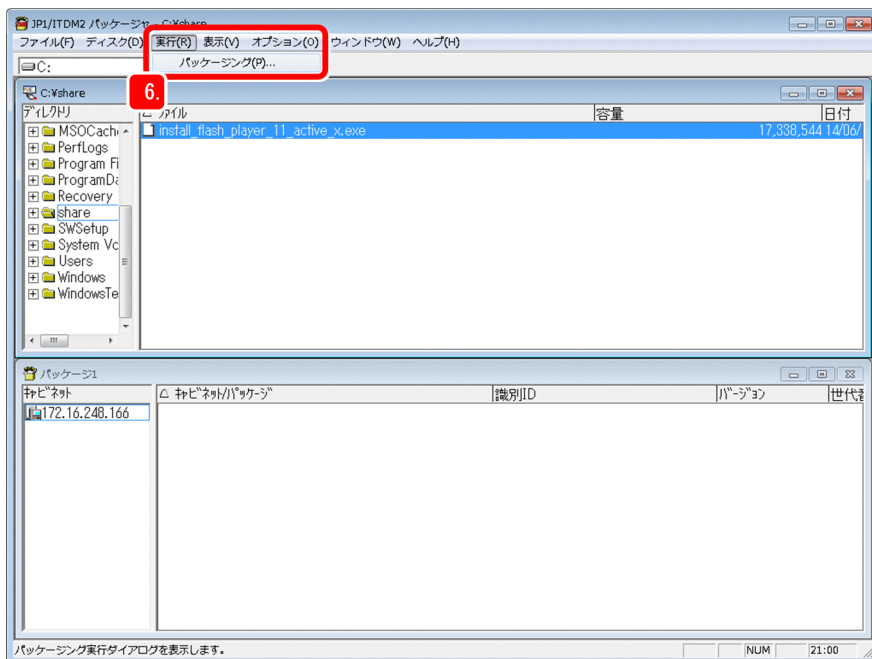 JP1/ITDM2 パッケージャ - C:¥share
ファイル(F) ディスク(D) 実行(R) 表示(V) オプション(O) ウィンドウ(W) ヘルプ(H)
パッケージング(P)...
C:
6.
C:¥share
ディレクトリ
△ ファイル 容量 日付
MSOCach
install_flash_player_11_active_x.exe 17,338,544 14/06/
PerfLogs
Program Fi
ProgramDa
Recovery
share
SWSetup
System Vo
Users
Windows
WindowsTe
パッケージ1
キャビネット
△ キャビネット/パッケージ 識別ID バージョン 世代番
172.16.248.166
パッケージング実行ダイアログを表示します。
NUM 21:00